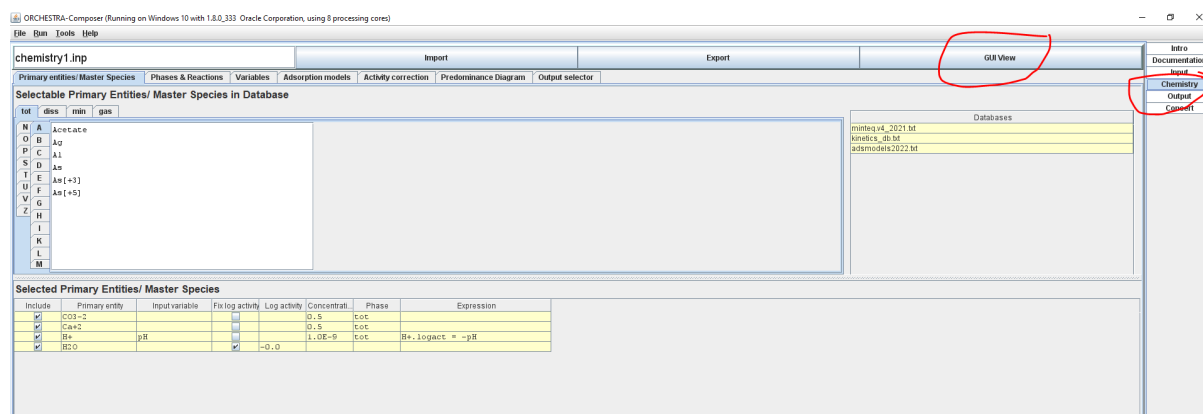 ORCHESTRA-Composer (Running on Windows 10 with 1.8.0_333 Oracle Corporation, using 8 processing cores)
File Run Tools Help
chemistry1.inp Import Export GUI View
Intro
Documentation
Input
Chemistry
Output
Concert
Primary entities/Master Species Phases & Reactions Variables Adsorption models Activity correction Predominance Diagram Output selector
Selectable Primary Entities/ Master Species in Database
tot diss min gas
N O P S T U V Z
A B C D E F G H I K L M
Acetate
Ag
Al
As
As[+3]
As[+5]
Databases
minteq.v4_2021.txt
kinetics_db.txt
adsmodels2022.txt
Selected Primary Entities/ Master Species
Include Primary entity Input variable Fix log activity Log activity Concentrati... Phase Expression
CO3-2 0.5 tot
Ca+2 0.5 tot
H+ pH 1.0E-9 tot H+.logact = -pH
H2O -0.0